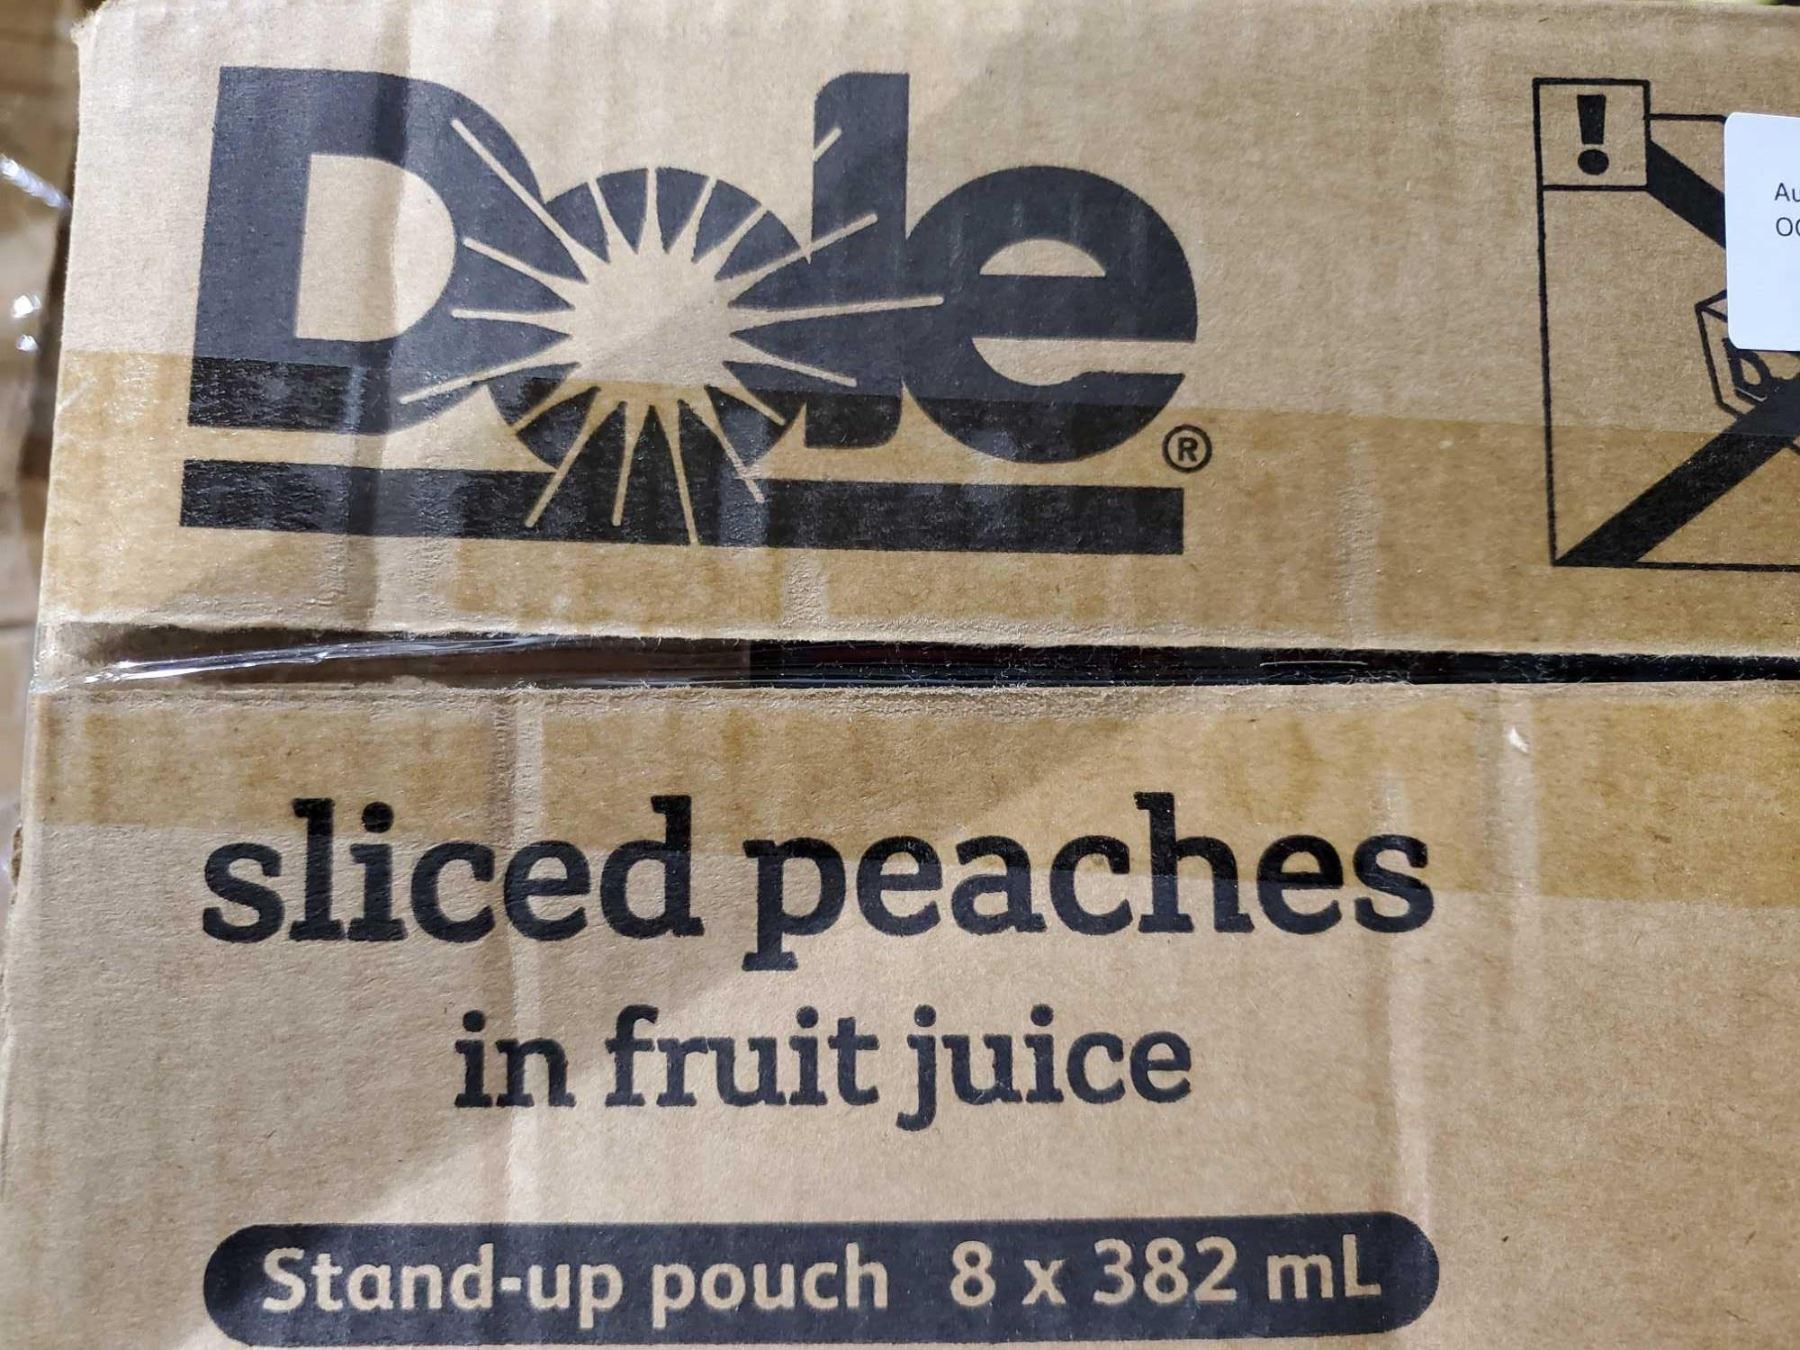 Dole®
!
sliced peaches
in fruit juice
Stand-up pouch 8 x 382 mL